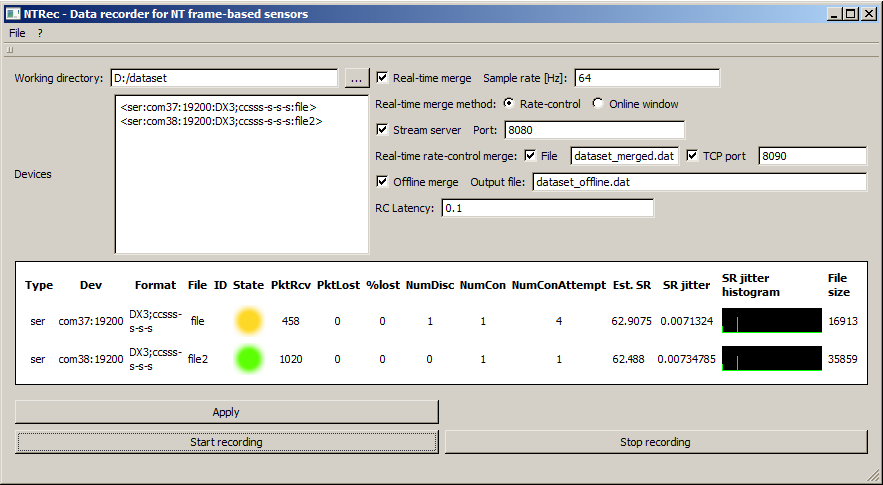 NTRec - Data recorder for NT frame-based sensors
File ?
Working directory: D:/dataset ... Real-time merge Sample rate [Hz]: 64
Real-time merge method: Rate-control Online window
<ser:com37:19200:DX3;ccsss-s-s-s:file>
<ser:com38:19200:DX3;ccsss-s-s-s:file2>
Stream server Port: 8080
Real-time rate-control merge: File dataset_merged.dat TCP port 8090
Devices
Offline merge Output file: dataset_offline.dat
RC Latency: 0.1
Type Dev Format File ID State PktRcv PktLost %lost NumDisc NumCon NumConAttempt Est. SR SR jitter SR jitter histogram File size
ser com37:19200 DX3;ccsss-s-s-s file 458 0 0 1 1 4 62.9075 0.0071324 16913
ser com38:19200 DX3;ccsss-s-s-s file2 1020 0 0 0 1 1 62.488 0.00734785 35859
Apply
Start recording Stop recording